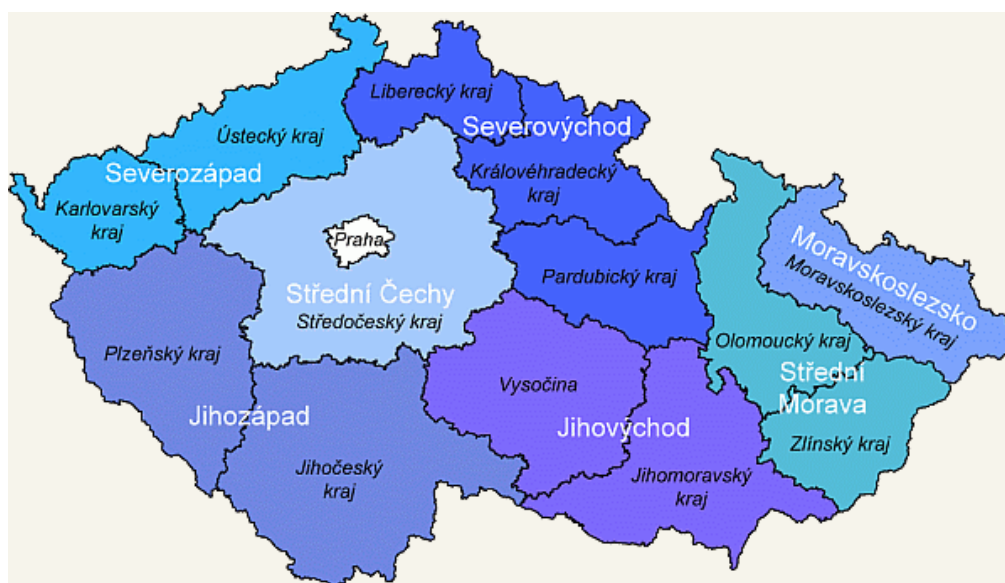 Liberecký kraj
Severovýchod
Ústecký kraj
Severozápad
Karlovarský
kraj
Královéhradecký
kraj
Praha
Střední Čechy
Středočeský kraj
Pardubický kraj
Moravskoslezsko
Moravskoslezský kraj
Plzeňský kraj
Jihozápad
Jihočeský
kraj
Vysočina
Jihovýchod
Jihomoravský
kraj
Olomoucký kraj
Střední
Morava
Zlínský kraj